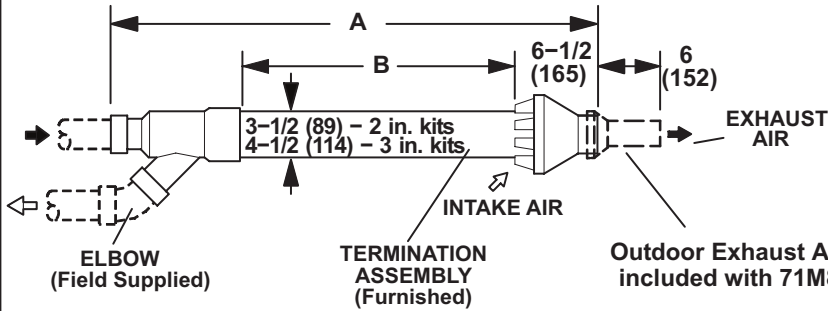 A
B
6-1/2
(165)
6
(152)
3-1/2 (89) - 2 in. kits
4-1/2 (114) - 3 in. kits
EXHAUST
AIR
INTAKE AIR
ELBOW
(Field Supplied)
TERMINATION
ASSEMBLY
(Furnished)
Outdoor Exhaust
included with